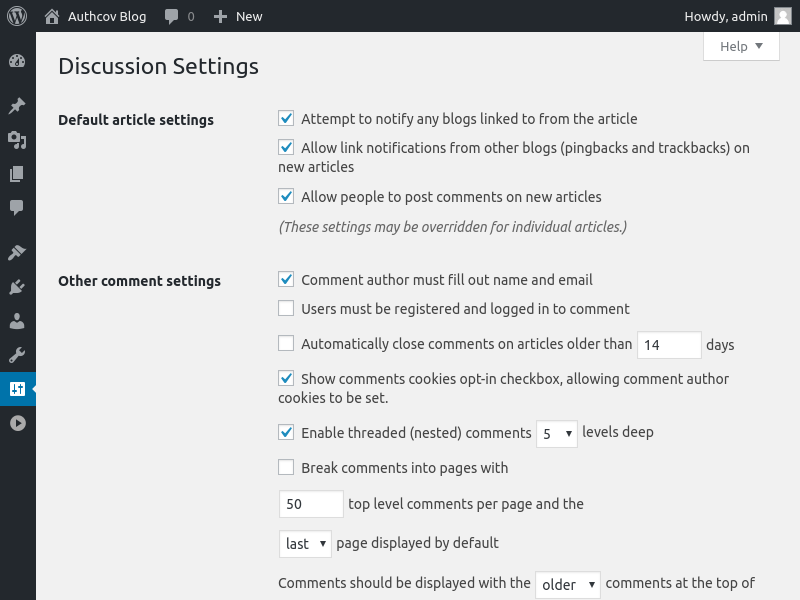 Authcov Blog 0 New Howdy, admin
Help
Discussion Settings
Default article settings
Attempt to notify any blogs linked to from the article
Allow link notifications from other blogs (pingbacks and trackbacks) on
new articles
Allow people to post comments on new articles
(These settings may be overridden for individual articles.)
Other comment settings
Comment author must fill out name and email
Users must be registered and logged in to comment
Automatically close comments on articles older than 14 days
Show comments cookies opt-in checkbox, allowing comment author
cookies to be set.
Enable threaded (nested) comments 5 levels deep
Break comments into pages with
50 top level comments per page and the
last page displayed by default
Comments should be displayed with the older comments at the top of